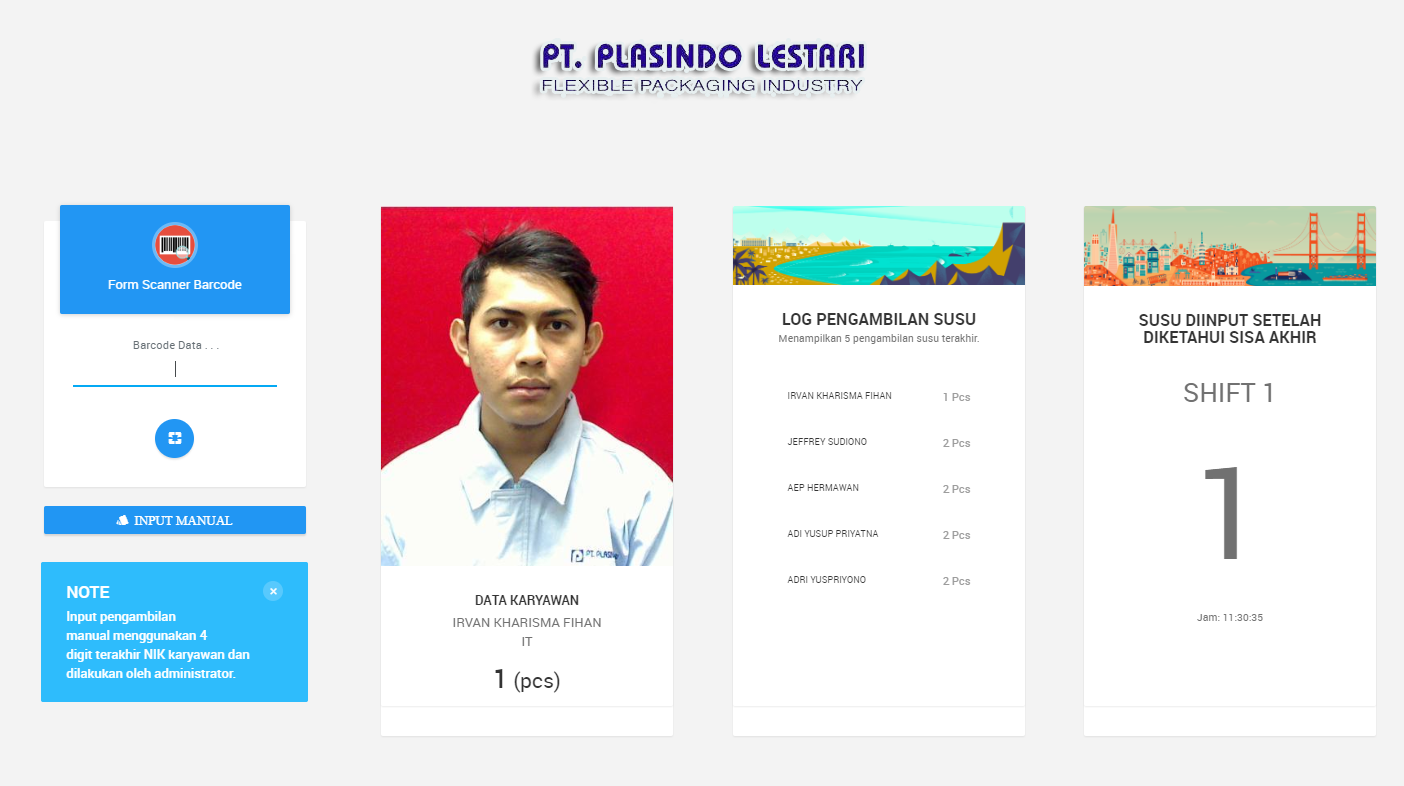 PT. PLASINDO LESTARI
FLEXIBLE PACKAGING INDUSTRY
Form Scanner Barcode
Barcode Data . . .
INPUT MANUAL
NOTE
×
Input pengambilan
manual menggunakan 4
digit terakhir NIK karyawan dan
dilakukan oleh administrator.
PT. PLASIN
DATA KARYAWAN
IRVAN KHARISMA FIHAN
IT
1 (pcs)
LOG PENGAMBILAN SUSU
Menampilkan 5 pengambilan susu terakhir.
IRVAN KHARISMA FIHAN 1 Pcs
JEFFREY SUDIONO 2 Pcs
AEP HERMAWAN 2 Pcs
ADI YUSUP PRIYATNA 2 Pcs
ADRI YUSPRIYONO 2 Pcs
SUSU DIINPUT SETELAH
DIKETAHUI SISA AKHIR
SHIFT 1
1
Jam: 11:30:35